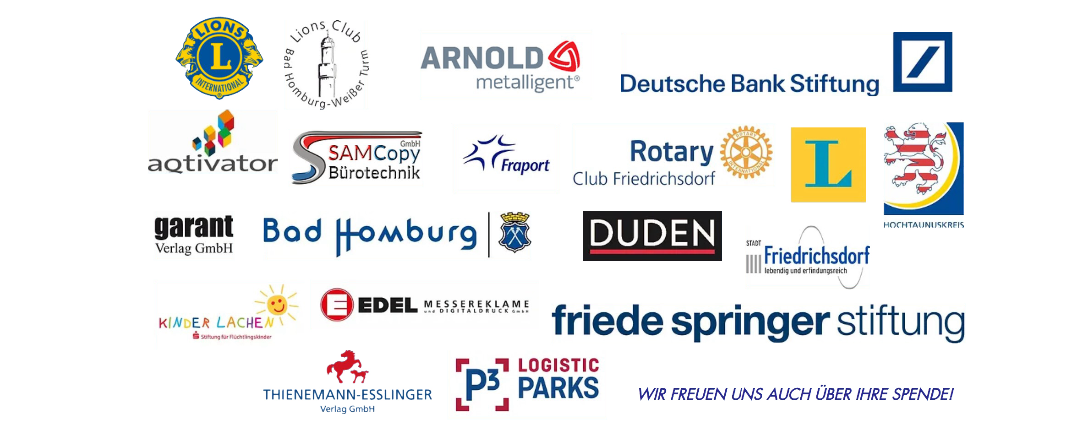 LIONS
L
INTERNATIONAL
Lions Club
Bad Homburg-Weißer Turm
ARNOLD
metalligent®
Deutsche Bank Stiftung
aqtivator
GmbH
SAMCopy
Bürotechnik
Fraport
Rotary
Club Friedrichsdorf
ROTARY
INTERNATIONAL
L
HOCHTAUNUSKREIS
garant
Verlag GmbH
Bad Homburg
DUDEN
STADT
Friedrichsdorf
lebendig und erfindungsreich
KINDER LACHEN
Stiftung für Flüchtlingskinder
E EDEL MESSEREKLAME
und DIGITALDRUCK GmbH
friede springer stiftung
THIENEMANN-ESSLINGER
Verlag GmbH
P3 LOGISTIC
PARKS
WIR FREUEN UNS AUCH ÜBER IHRE SPENDE!